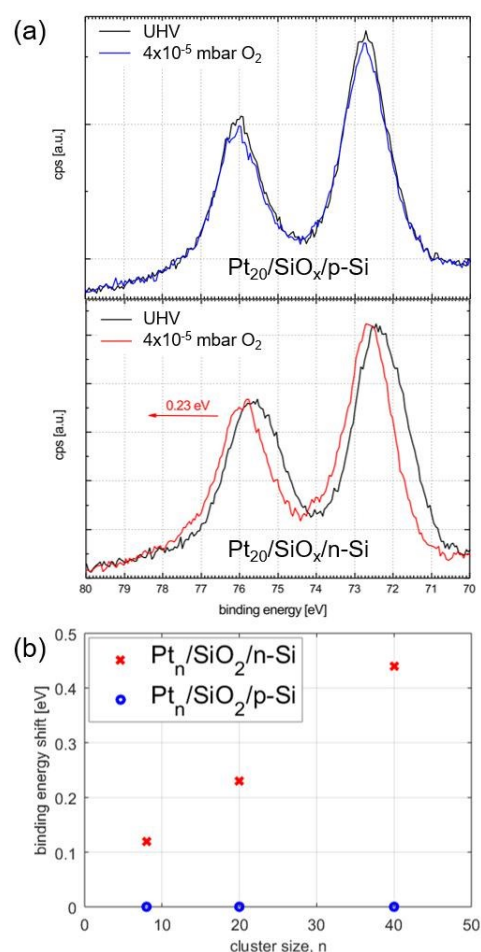 (a)
UHV
4x10⁻⁵ mbar O₂
cps [a.u.]
Pt₂₀/SiOₓ/p-Si
UHV
4x10⁻⁵ mbar O₂
0.23 eV
cps [a.u.]
Pt₂₀/SiOₓ/n-Si
80 79 78 77 76 75 74 73 72 71 70
binding energy [eV]
(b)
0.5
Ptₙ/SiO₂/n-Si
Ptₙ/SiO₂/p-Si
0.4
0.3
0.2
0.1
0
binding energy shift [eV]
0 10 20 30 40 50
cluster size, n